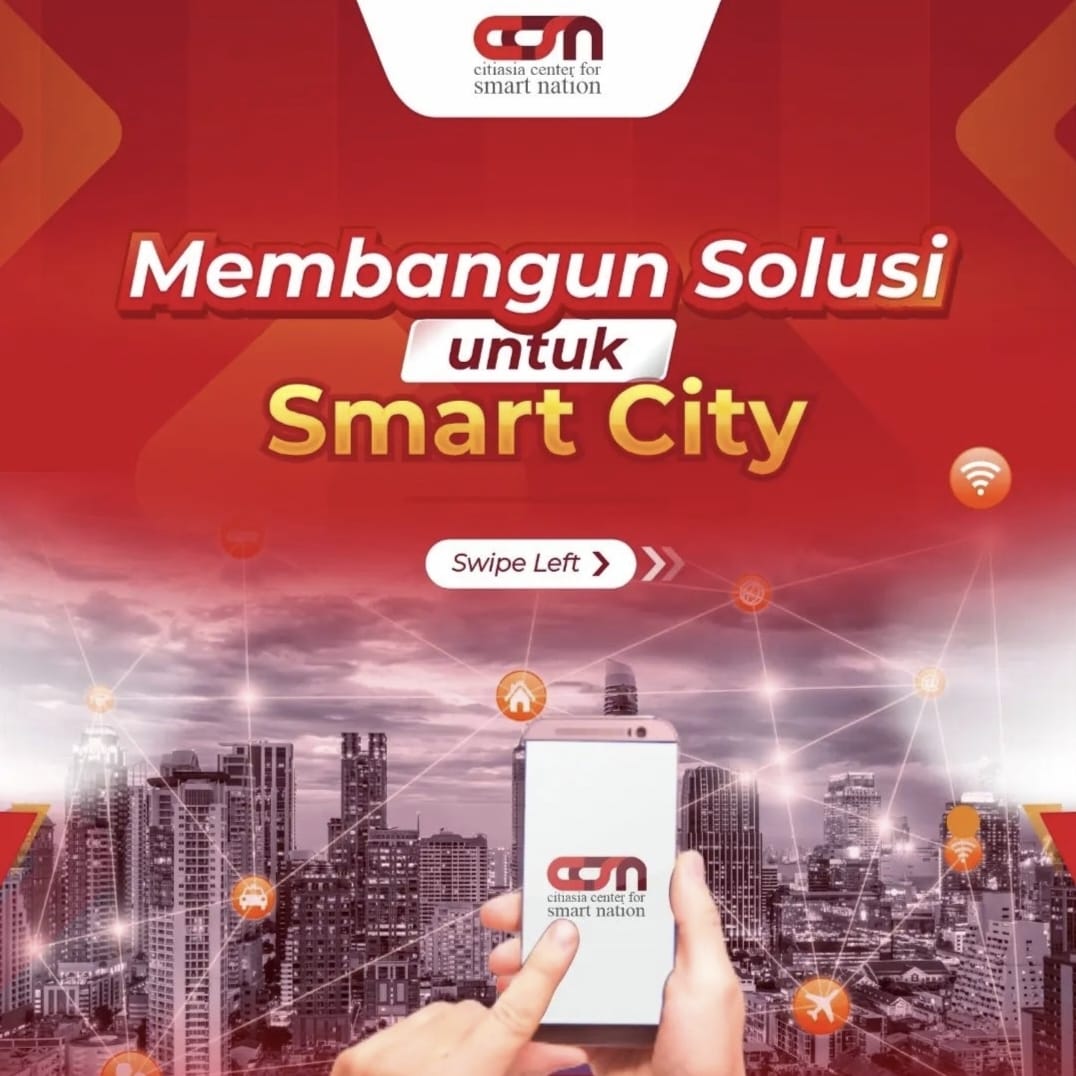 CCSN
citiasia center for
smart nation
Membangun Solusi
untuk
Smart City
Swipe Left
CCSN
citiasia center for
smart nation